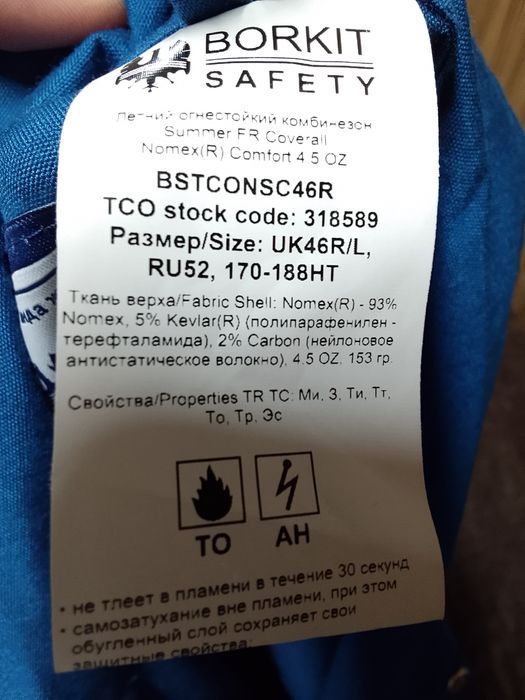 BORKIT
SAFETY
Летний огнестойкий комбинезон
Summer FR Coverall
Nomex(R) Comfort 4.5 OZ
BSTCONSC46R
TCO stock code: 318589
Размер/Size: UK46R/L,
RU52, 170-188HT
Ткань верха/Fabric Shell: Nomex(R) - 93%
Nomex, 5% Kevlar(R) (полипарафенилен -
терефталамида), 2% Carbon (нейлоновое
антистатическое волокно), 4.5 OZ, 153 гр.
Свойства/Properties TR TC: Ми, З, Ти, Тт,
То, Тр, Эс
ТО АН
• не тлеет в пламени в течение 30 секунд
• самозатухание вне пламени, при этом
обугленный слой сохраняет свои
защитные свойства;